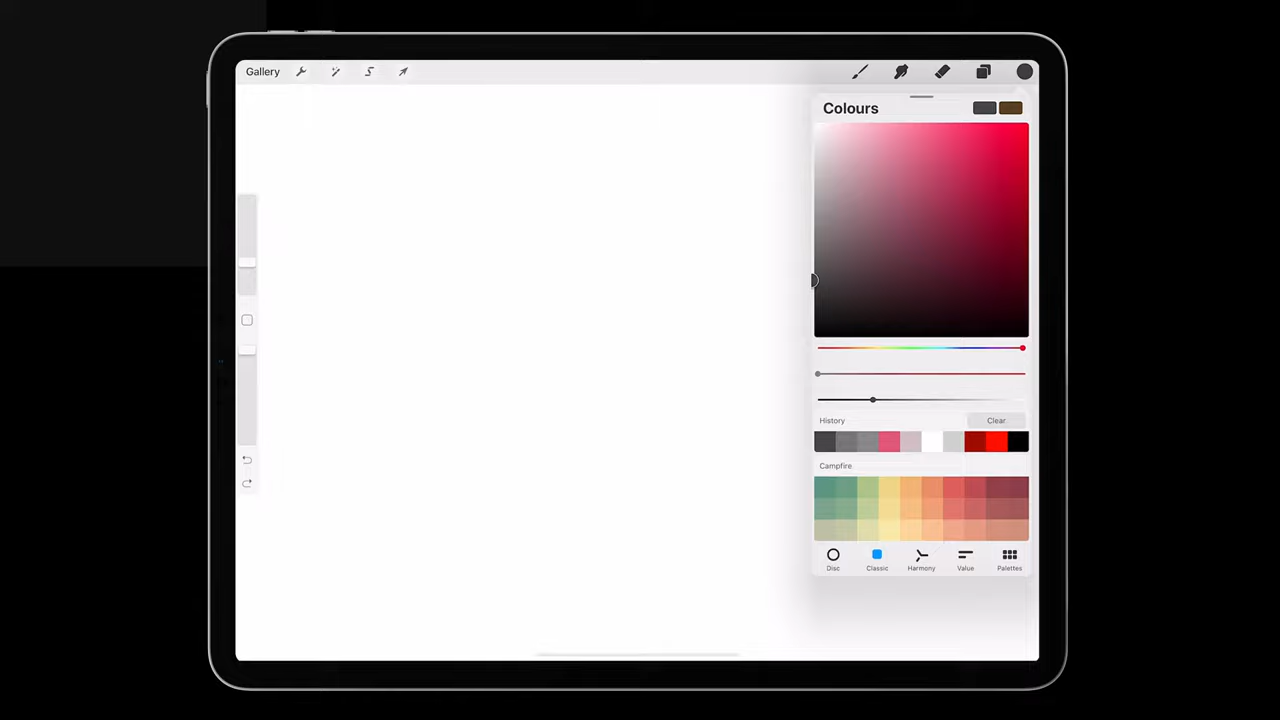 Gallery
Colours
History
Clear
Campfire
Disc
Classic
Harmony
Value
Palettes